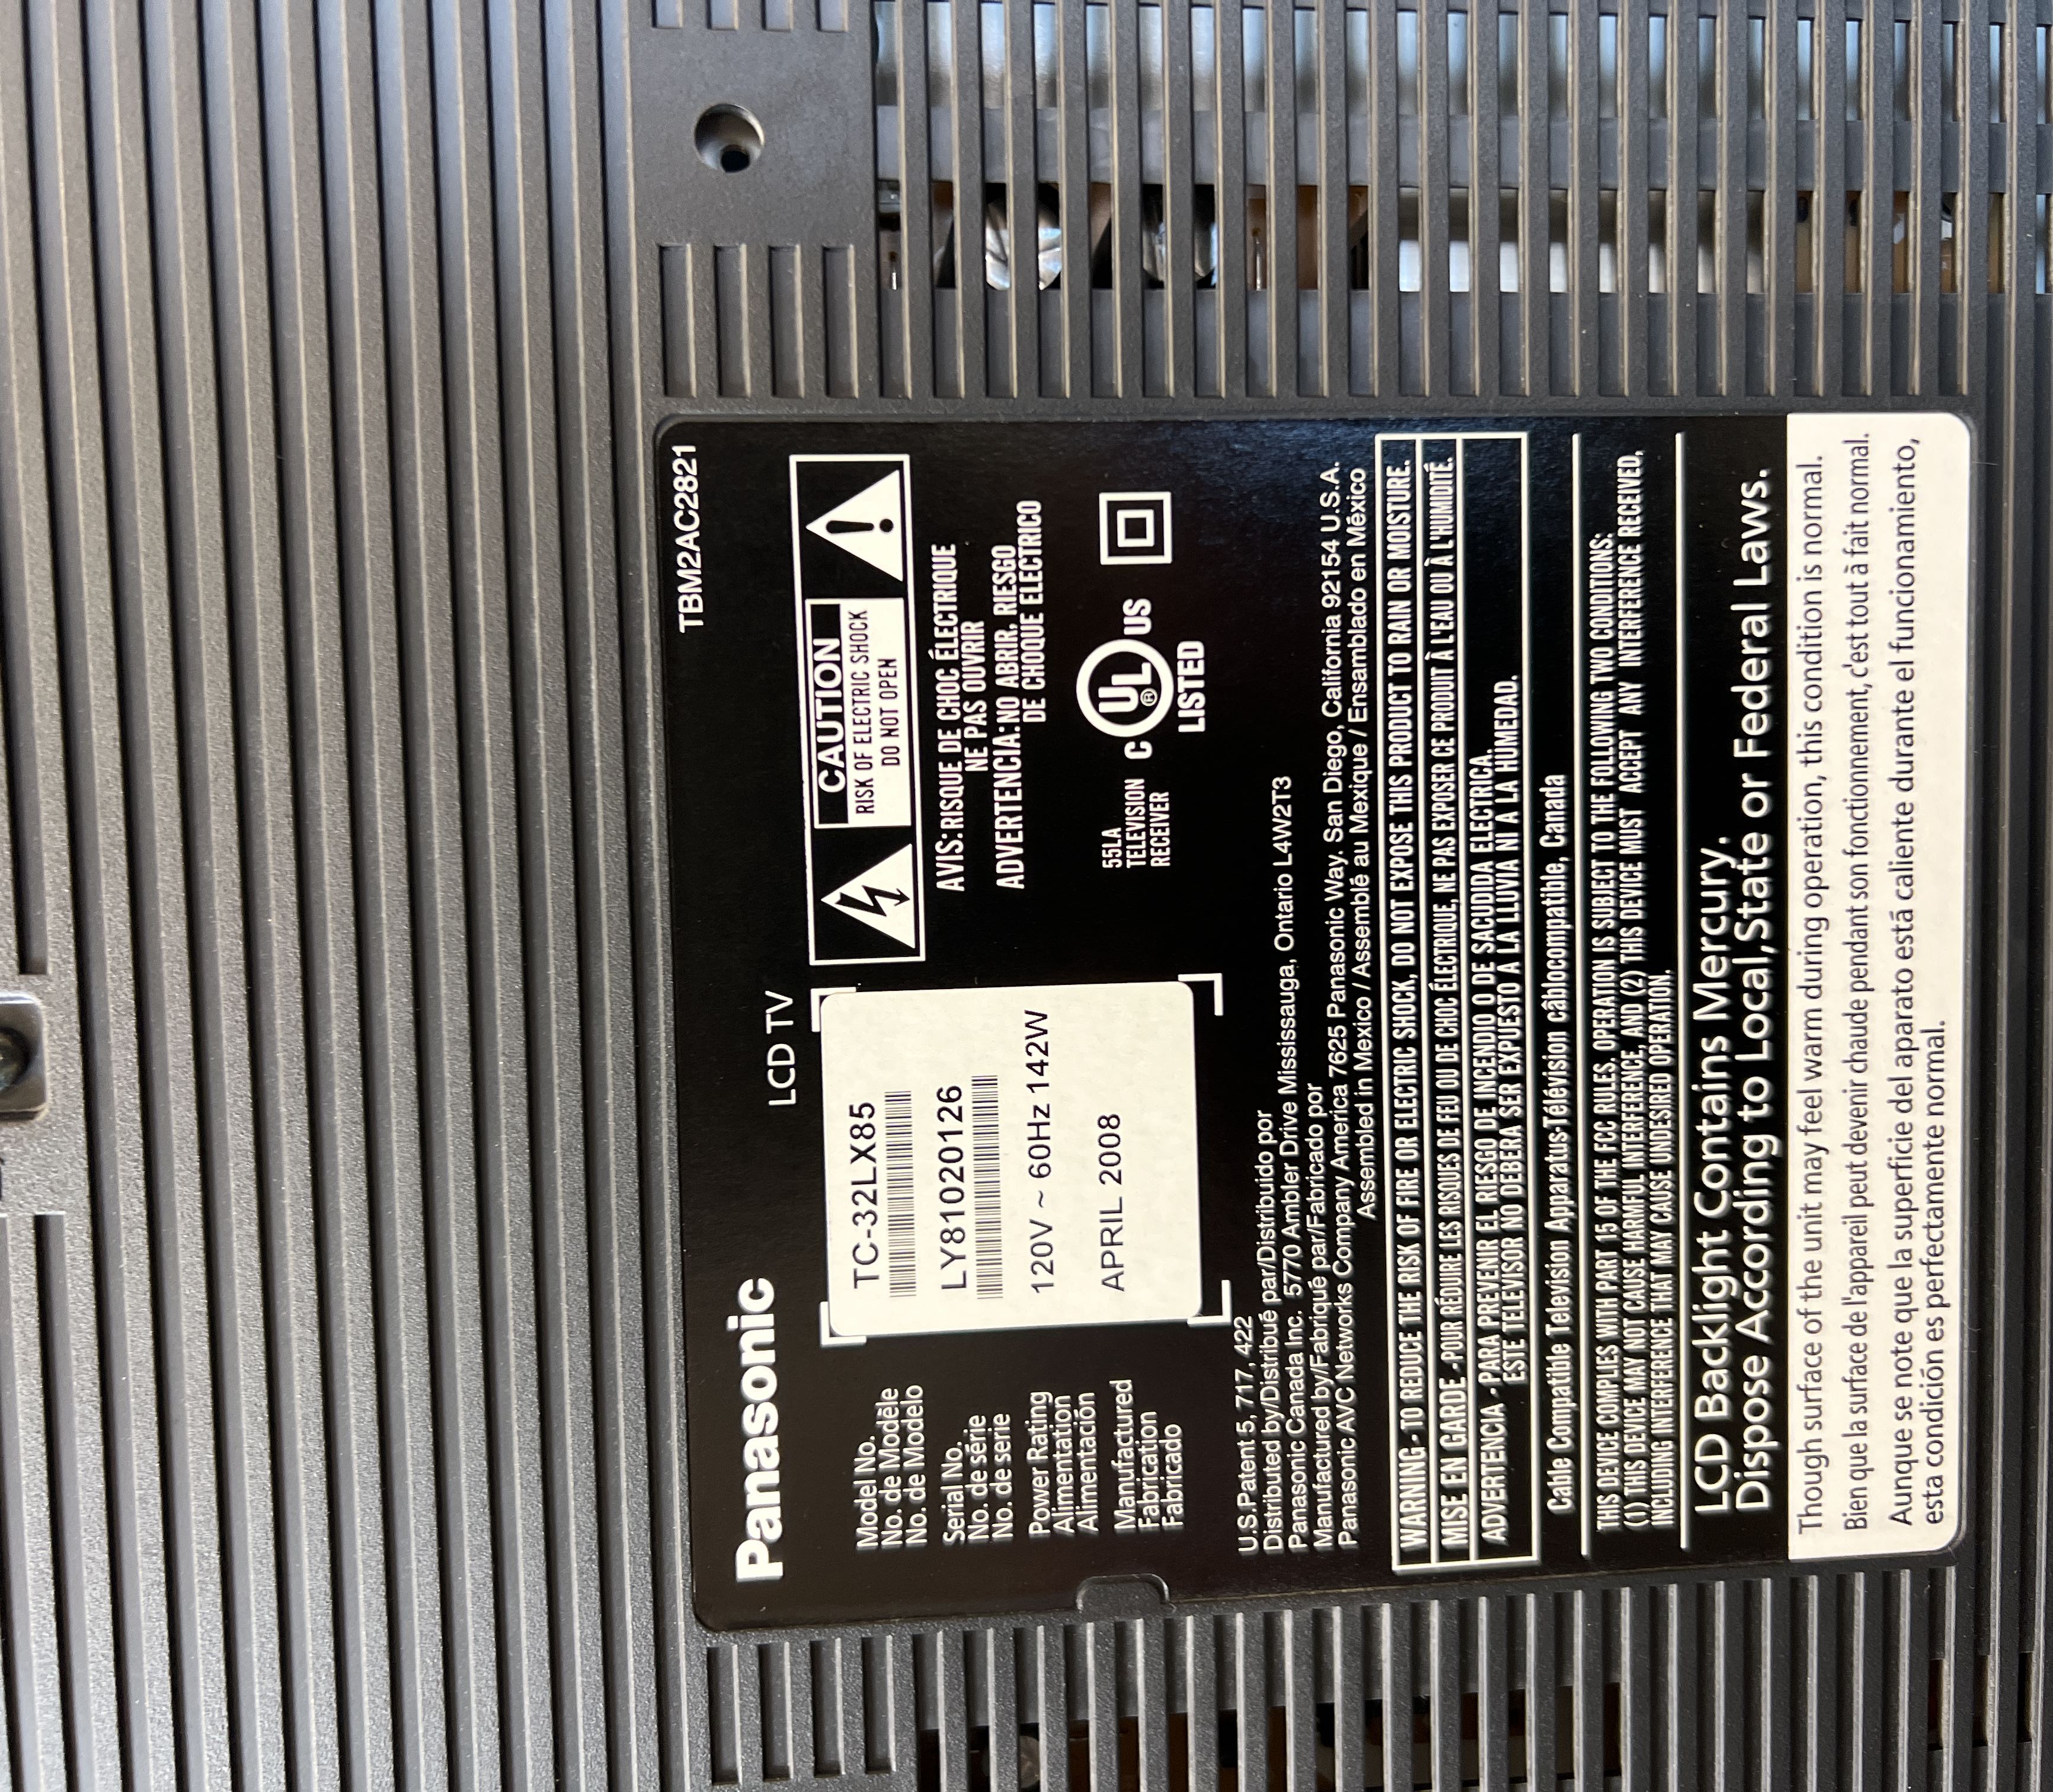 TBM2AC2821
Panasonic
LCD TV
Model No.
No. de Modèle
No. de Modelo
TC-32LX85
Serial No.
No. de série
No. de serie
LY81020126
Power Rating
Alimentation
Alimentación
120V ~ 60Hz 142W
Manufactured
Fabrication
Fabricado
APRIL 2008
CAUTION
RISK OF ELECTRIC SHOCK
DO NOT OPEN
AVIS: RISQUE DE CHOC ÉLECTRIQUE
NE PAS OUVRIR
ADVERTENCIA: NO ABRIR, RIESGO
DE CHOQUE ELECTRICO
55LA
TELEVISION
RECEIVER
C UL ® US
LISTED
U.S.Patent 5,717,422
Distributed by/Distribué par/Distribuido por
Panasonic Canada Inc. 5770 Ambler Drive Mississauga, Ontario L4W2T3
Manufactured by/Fabriqué par/Fabricado por
Panasonic AVC Networks Company America 7625 Panasonic Way. San Diego, California 92154 U.S.A.
Assembled in Mexico / Assemblé au Mexique / Ensamblado en México
WARNING - TO REDUCE THE RISK OF FIRE OR ELECTRIC SHOCK, DO NOT EXPOSE THIS PRODUCT TO RAIN OR MOISTURE.
MISE EN GARDE - POUR RÉDUIRE LES RISQUES DE FEU OU DE CHOC ÉLECTRIQUE, NE PAS EXPOSER CE PRODUIT À L'EAU OU À L'HUMIDITÉ.
ADVERTENCIA - PARA PREVENIR EL RIESGO DE INCENDIO O DE SACUDIDA ELECTRICA.
ESTE TELEVISOR NO DEBERA SER EXPUESTO A LA LLUVIA NI A LA HUMEDAD.
Cable Compatible Television Apparatus-Télévision câblocompatible, Canada
THIS DEVICE COMPLIES WITH PART 15 OF THE FCC RULES. OPERATION IS SUBJECT TO THE FOLLOWING TWO CONDITIONS:
(1) THIS DEVICE MAY NOT CAUSE HARMFUL INTERFERENCE, AND (2) THIS DEVICE MUST ACCEPT ANY INTERFERENCE RECEIVED,
INCLUDING INTERFERENCE THAT MAY CAUSE UNDESIRED OPERATION.
LCD Backlight Contains Mercury.
Dispose According to Local,State or Federal Laws.
Though surface of the unit may feel warm during operation, this condition is normal.
Bien que la surface de l'appareil peut devenir chaude pendant son fonctionnement, c'est tout à fait normal.
Aunque se note que la superficie del aparato está caliente durante el funcionamiento,
esta condición es perfectamente normal.